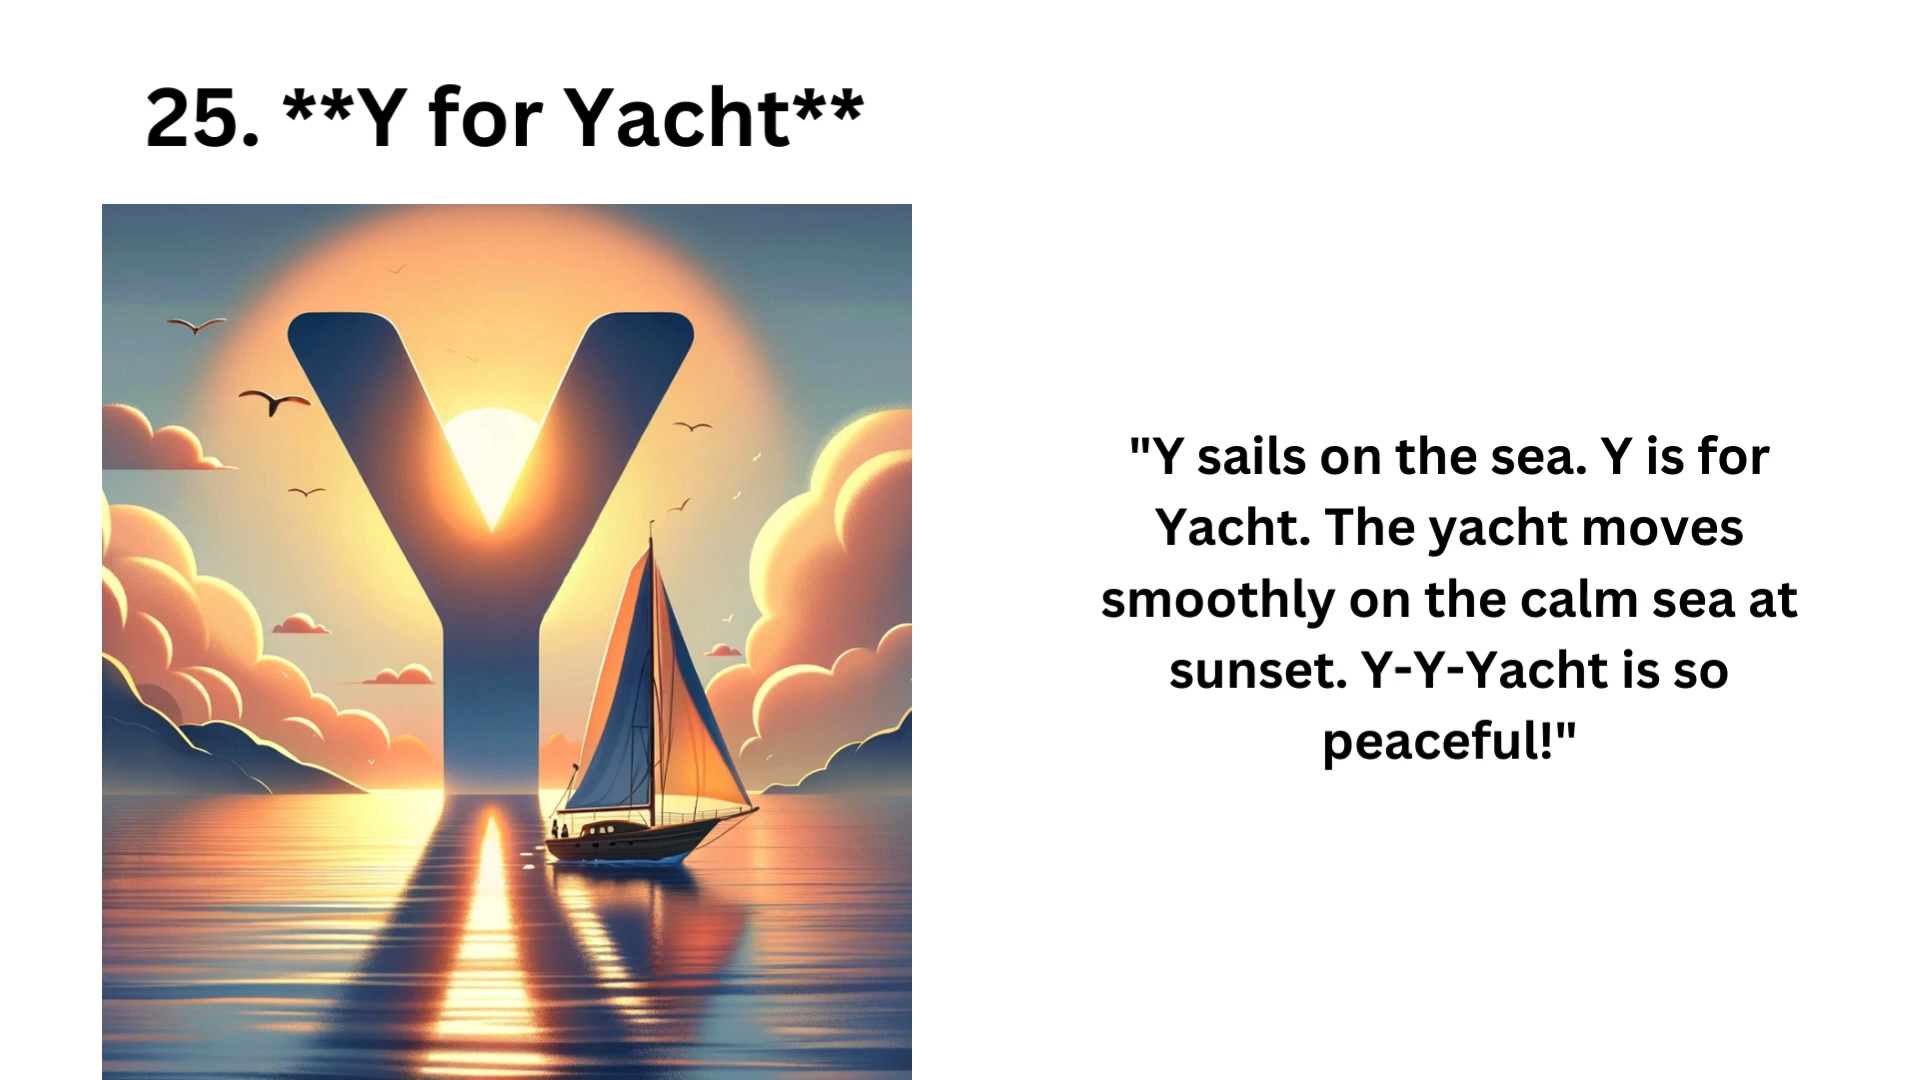 25. **Y for Yacht**
Y
"Y sails on the sea. Y is for
Yacht. The yacht moves
smoothly on the calm sea at
sunset. Y-Y-Yacht is so
peaceful!"